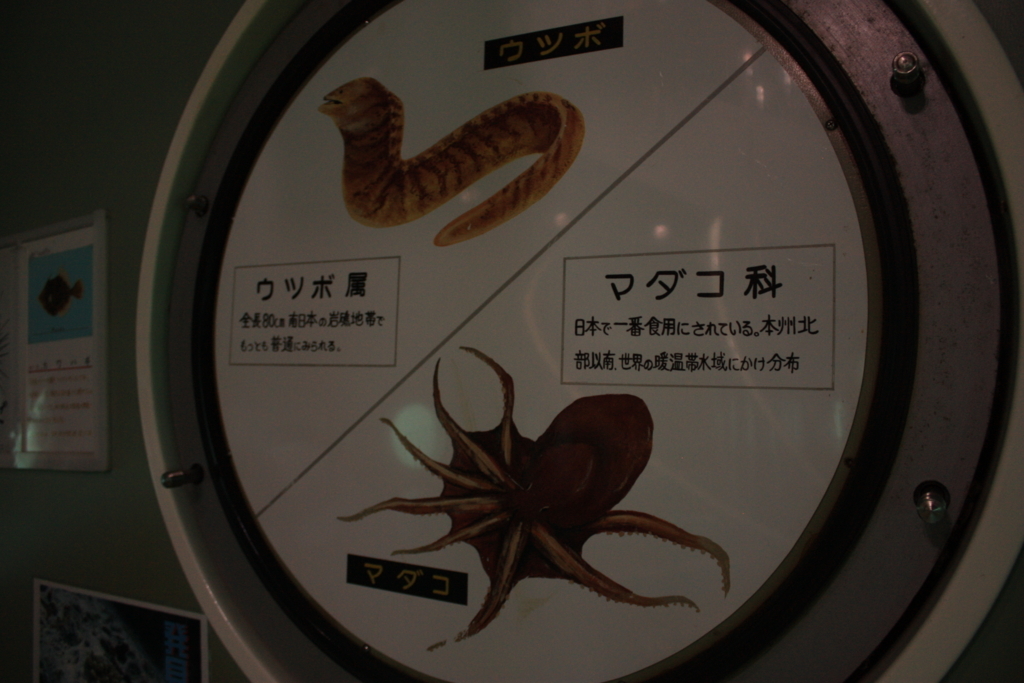 ウツボ
ウツボ属
全長80cm 南日本の岩礁地帯で
もっとも普通にみられる。
マダコ科
日本で一番食用にされている。本州北
部以南、世界の暖温帯水域にかけ分布
マダコ